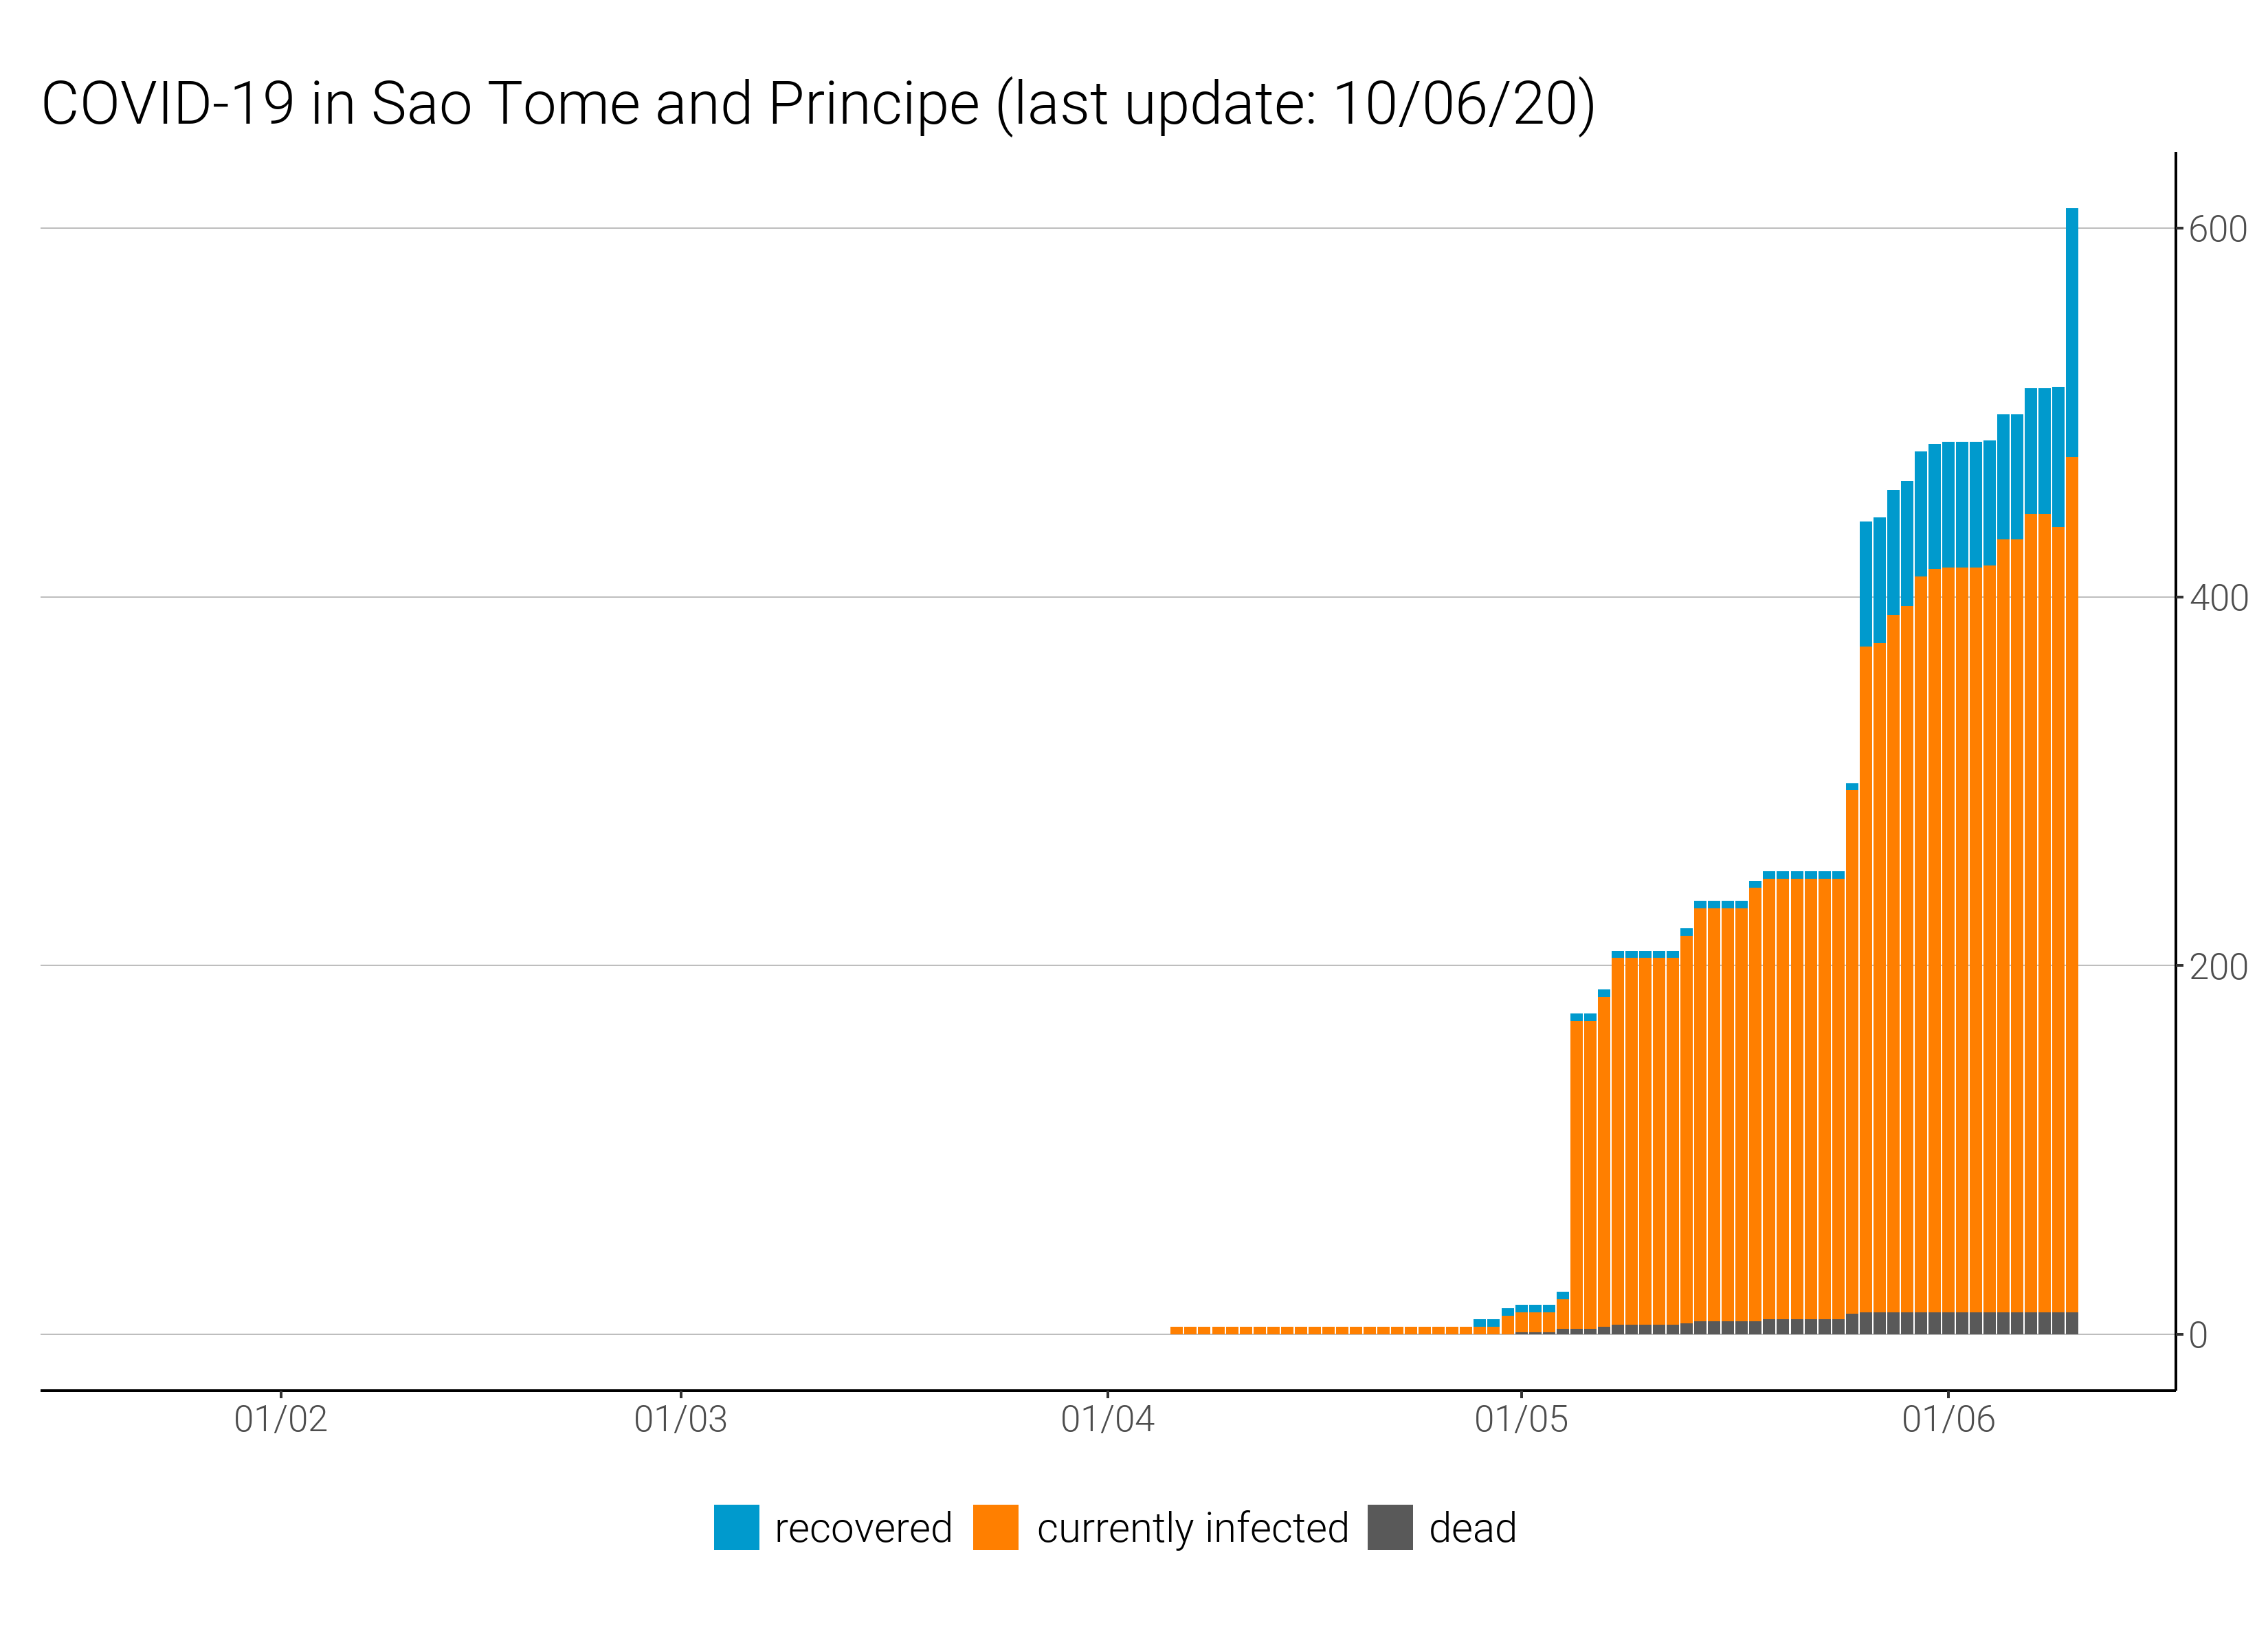 COVID-19 in Sao Tome and Principe (last update: 10/06/20)
600
400
200
0
01/02 01/03 01/04 01/05 01/06
recovered currently infected dead